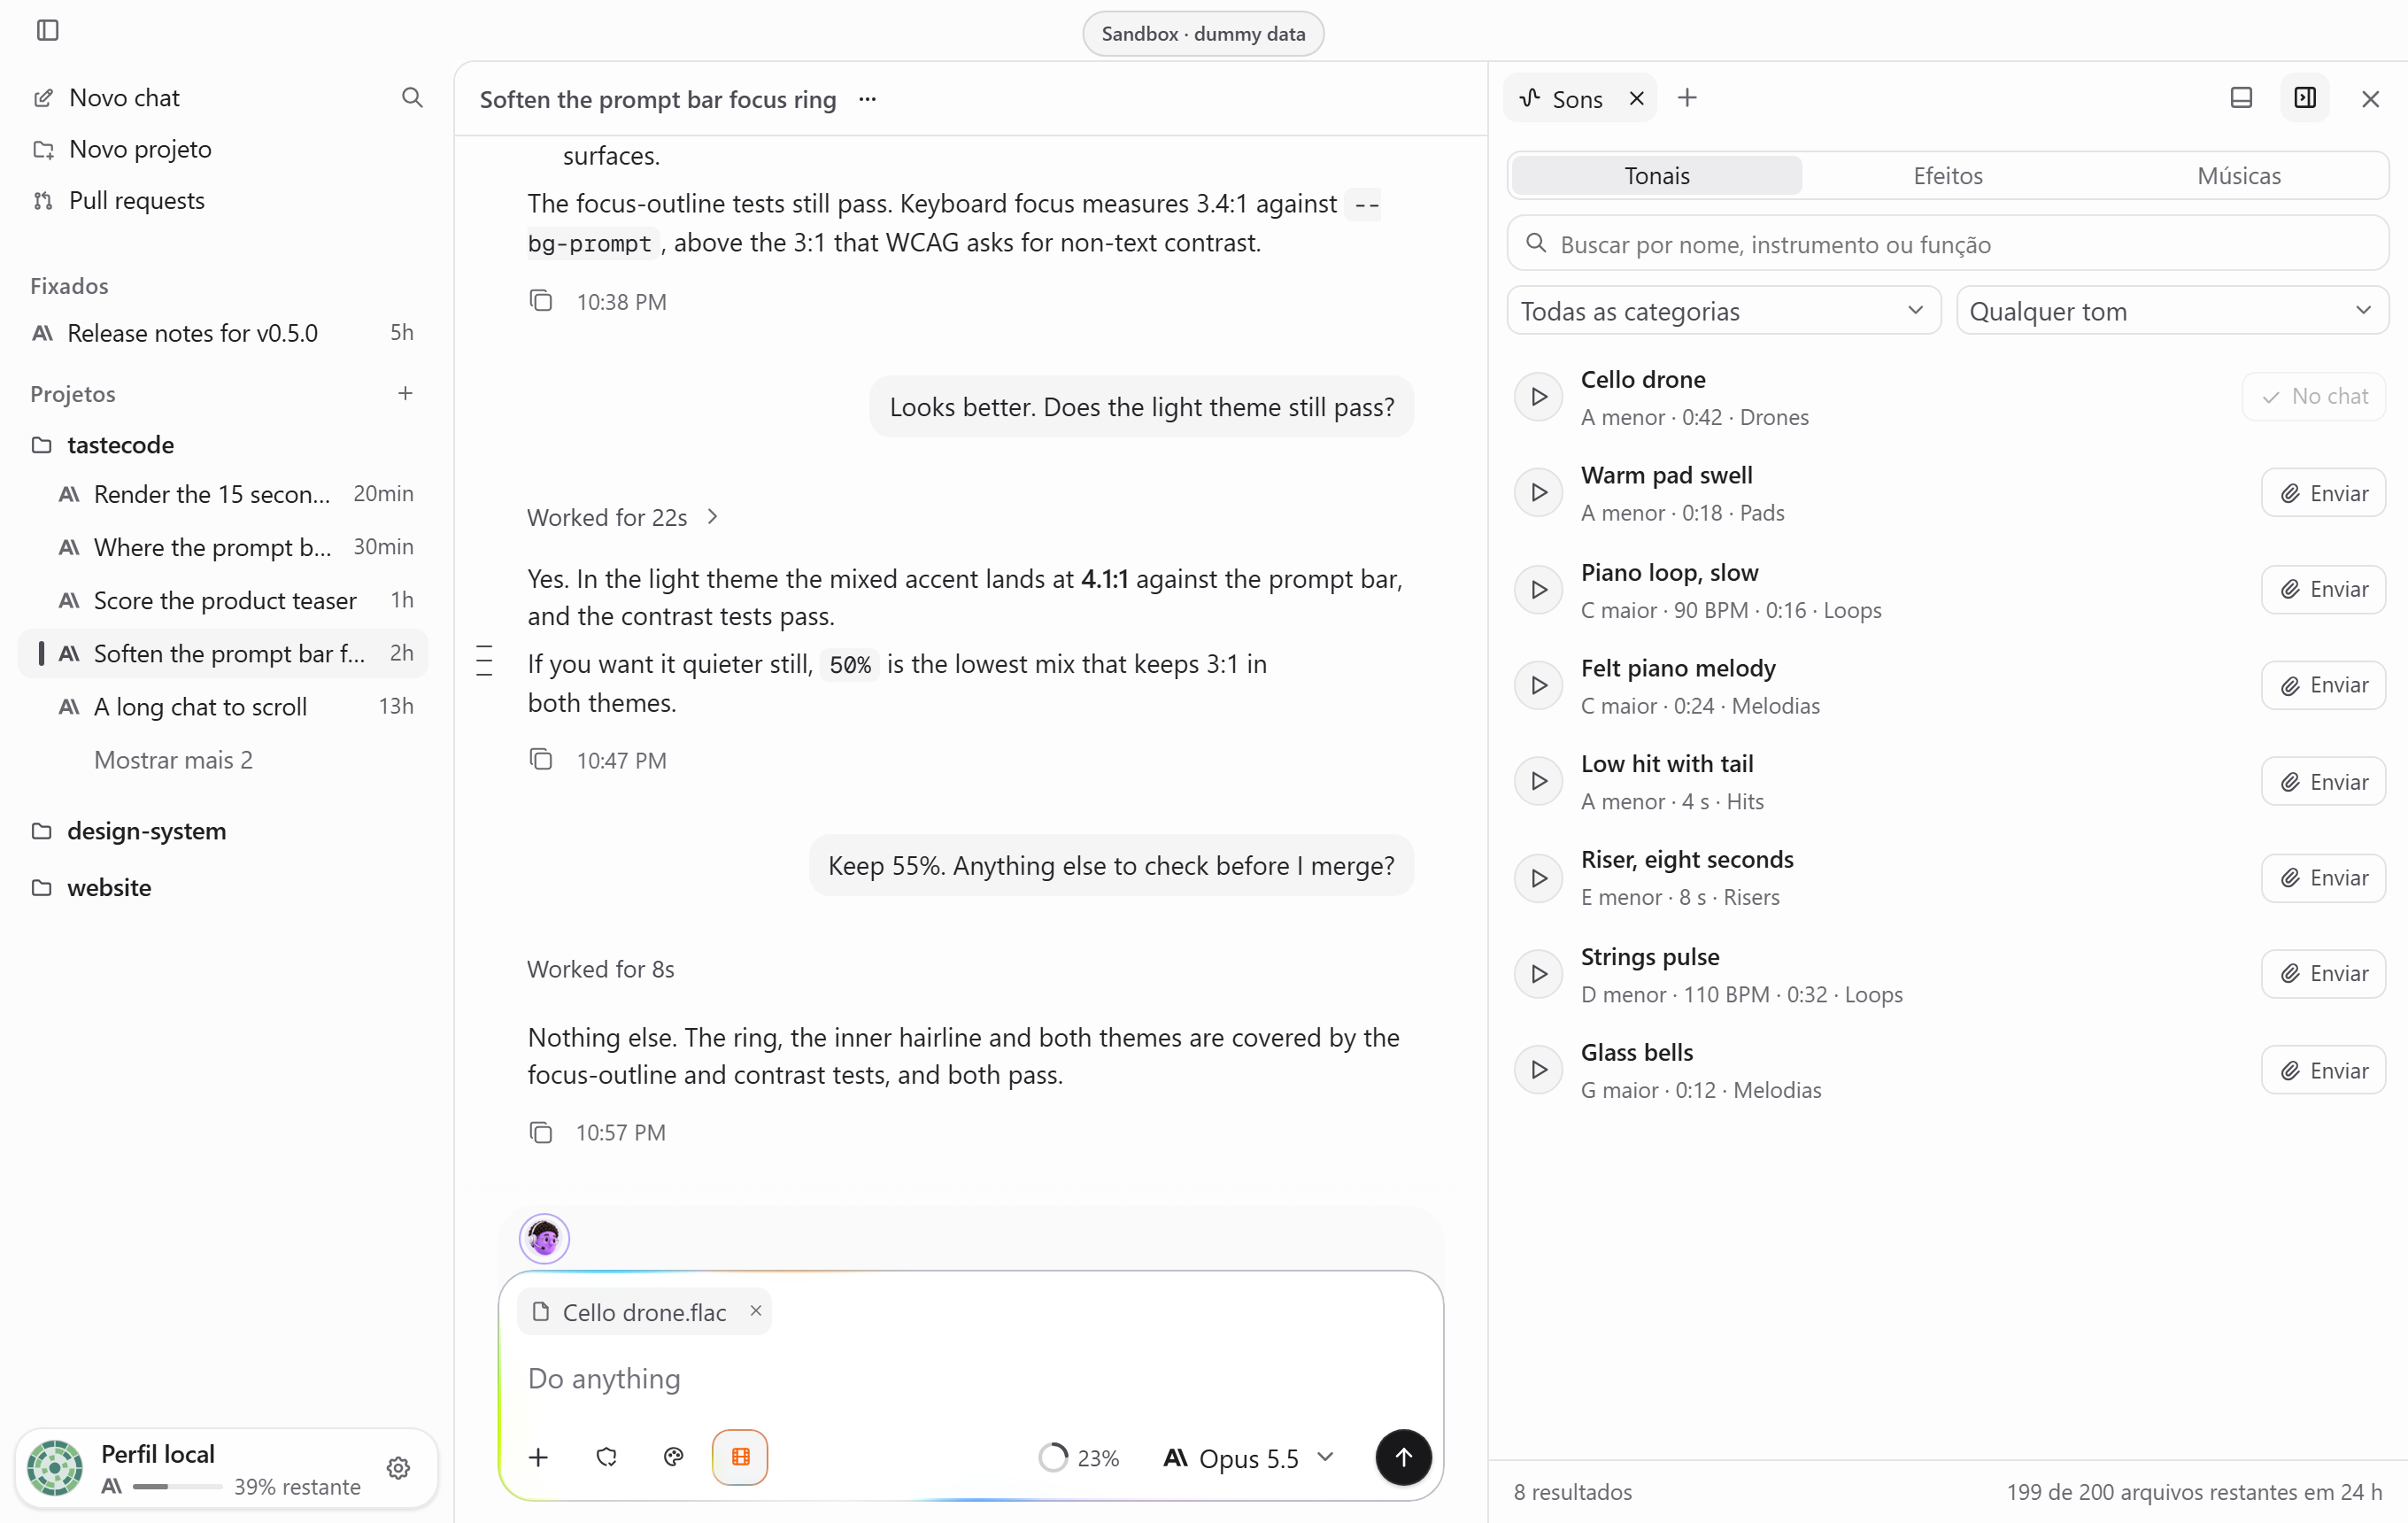 Sandbox · dummy data
Novo chat
Novo projeto
Pull requests
Fixados
Release notes for v0.5.0 5h
Projetos
tastecode
Render the 15 secon... 20min
Where the prompt b... 30min
Score the product teaser 1h
Soften the prompt bar f... 2h
A long chat to scroll 13h
Mostrar mais 2
design-system
website
Perfil local
39% restante
Soften the prompt bar focus ring
surfaces.
The focus-outline tests still pass. Keyboard focus measures 3.4:1 against --
bg-prompt, above the 3:1 that WCAG asks for non-text contrast.
10:38 PM
Looks better. Does the light theme still pass?
Worked for 22s
Yes. In the light theme the mixed accent lands at 4.1:1 against the prompt bar,
and the contrast tests pass.
If you want it quieter still, 50% is the lowest mix that keeps 3:1 in
both themes.
10:47 PM
Keep 55%. Anything else to check before I merge?
Worked for 8s
Nothing else. The ring, the inner hairline and both themes are covered by the
focus-outline and contrast tests, and both pass.
10:57 PM
Cello drone.flac
Do anything
23% Opus 5.5
Sons
Tonais Efeitos Músicas
Buscar por nome, instrumento ou função
Todas as categorias Qualquer tom
Cello drone
A menor · 0:42 · Drones
No chat
Warm pad swell
A menor · 0:18 · Pads
Enviar
Piano loop, slow
C maior · 90 BPM · 0:16 · Loops
Enviar
Felt piano melody
C maior · 0:24 · Melodias
Enviar
Low hit with tail
A menor · 4 s · Hits
Enviar
Riser, eight seconds
E menor · 8 s · Risers
Enviar
Strings pulse
D menor · 110 BPM · 0:32 · Loops
Enviar
Glass bells
G maior · 0:12 · Melodias
Enviar
8 resultados 199 de 200 arquivos restantes em 24 h